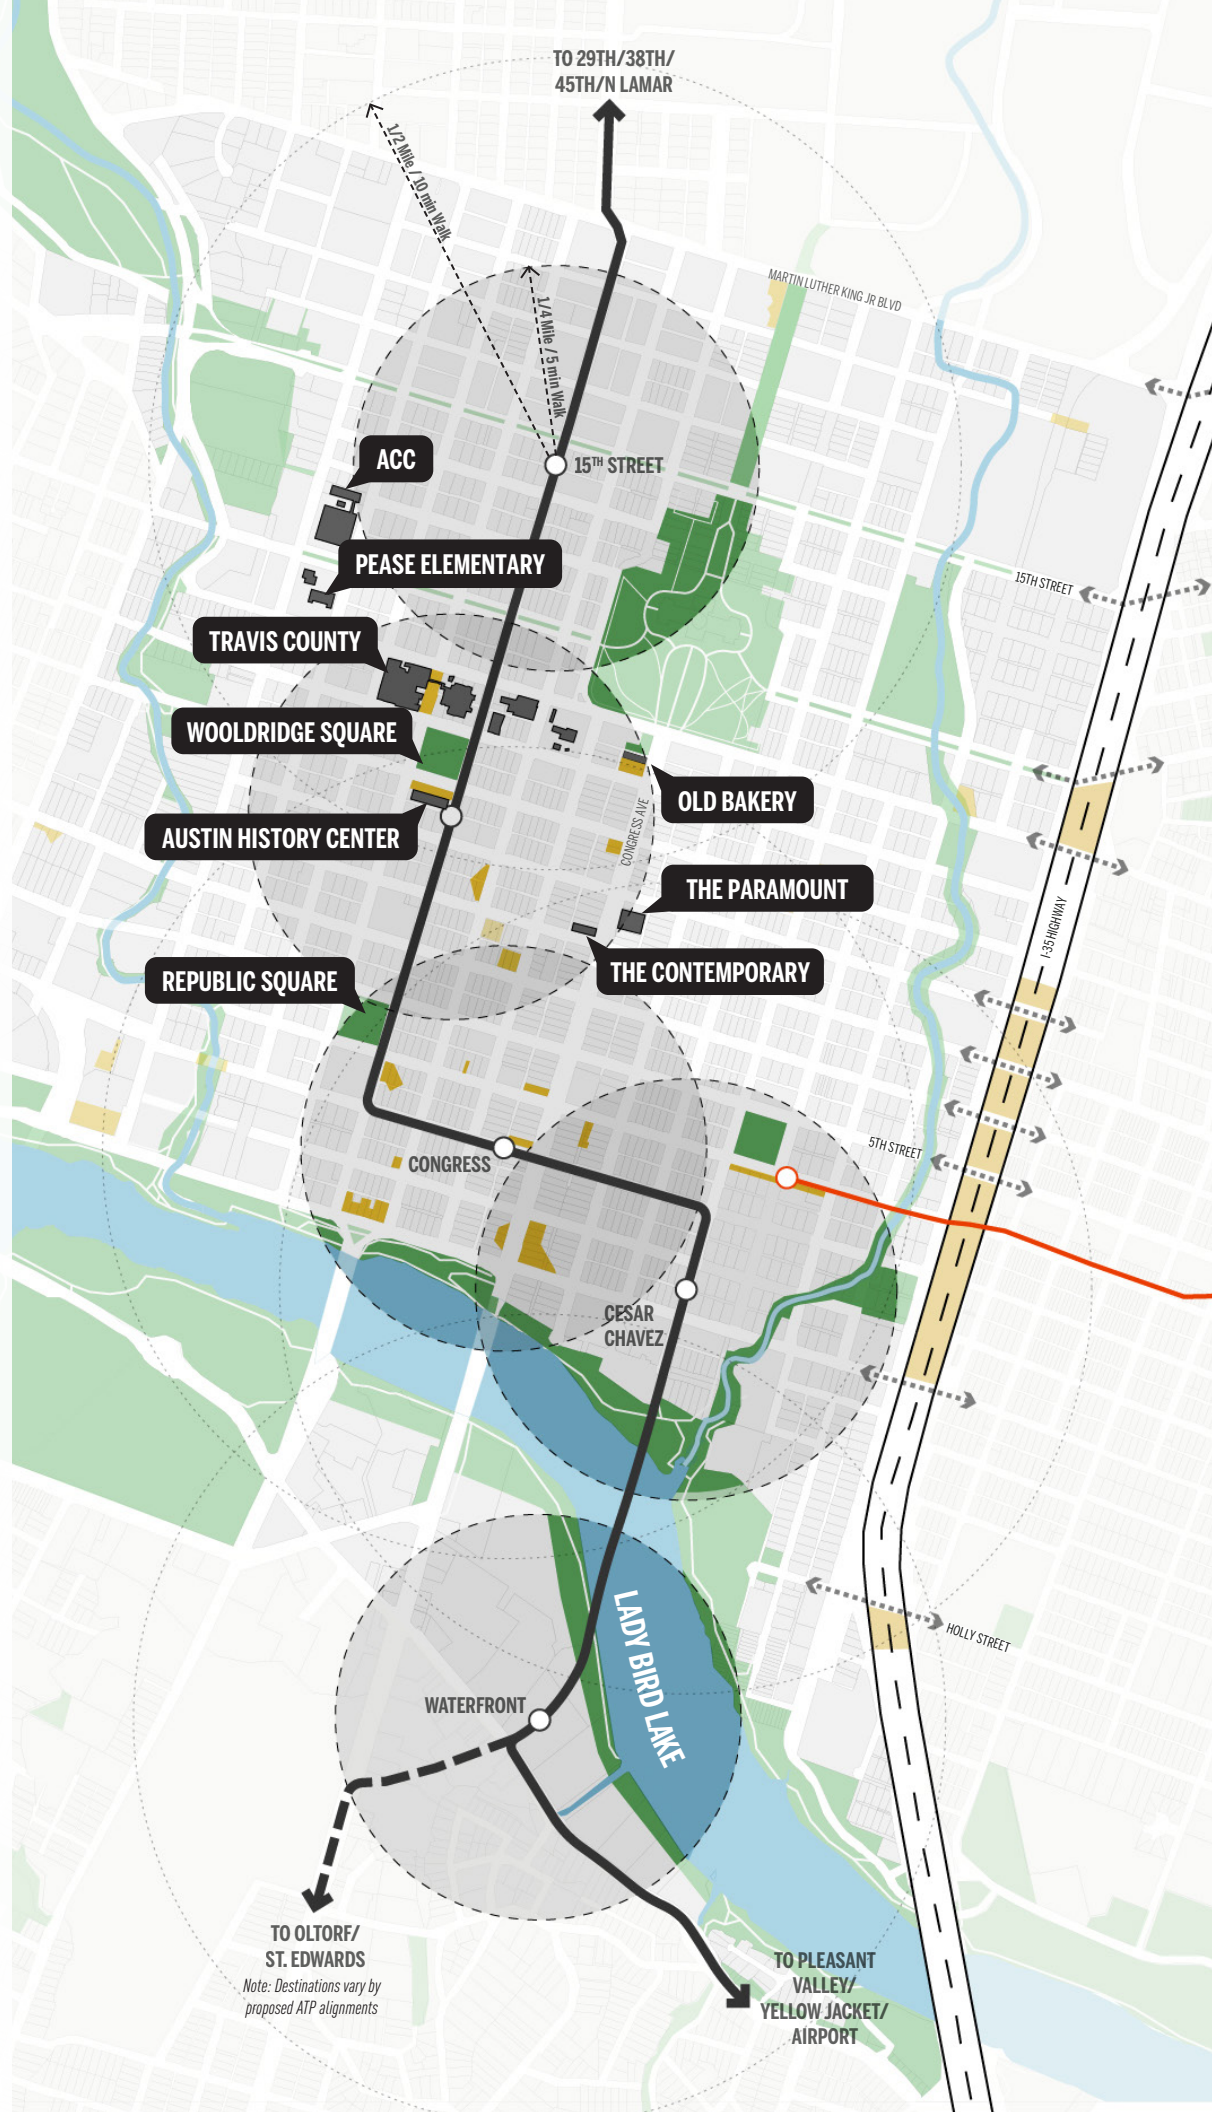 TO 29TH/38TH/
45TH/N LAMAR
1/2 Mile / 10 min Walk
1/4 Mile / 5 min Walk
MARTIN LUTHER KING JR BLVD
ACC
15TH STREET
PEASE ELEMENTARY
15TH STREET
TRAVIS COUNTY
WOOLDRIDGE SQUARE
OLD BAKERY
AUSTIN HISTORY CENTER
CONGRESS AVE
THE PARAMOUNT
I-35 HIGHWAY
THE CONTEMPORARY
REPUBLIC SQUARE
5TH STREET
CONGRESS
CESAR
CHAVEZ
LADY BIRD LAKE
HOLLY STREET
WATERFRONT
TO OLTORF/
ST. EDWARDS
Note: Destinations vary by
proposed ATP alignments
TO PLEASANT
VALLEY/
YELLOW JACKET/
AIRPORT